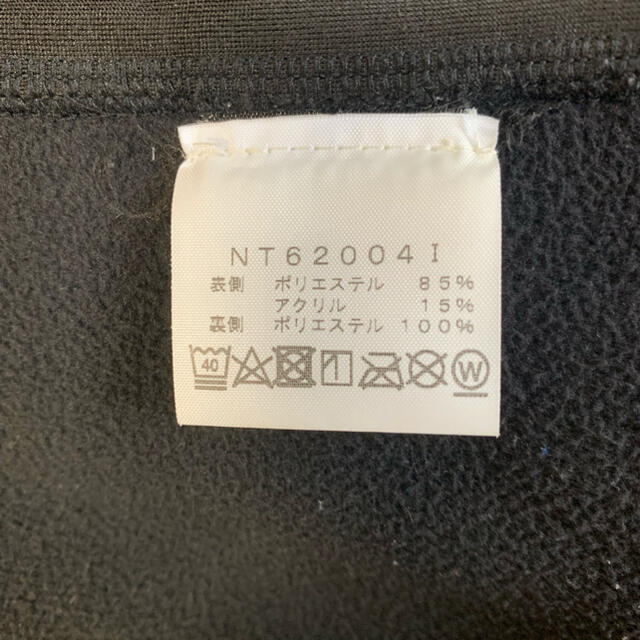 NT62004I
表側 ポリエステル 85%
アクリル 15%
裏側 ポリエステル 100%
40 W